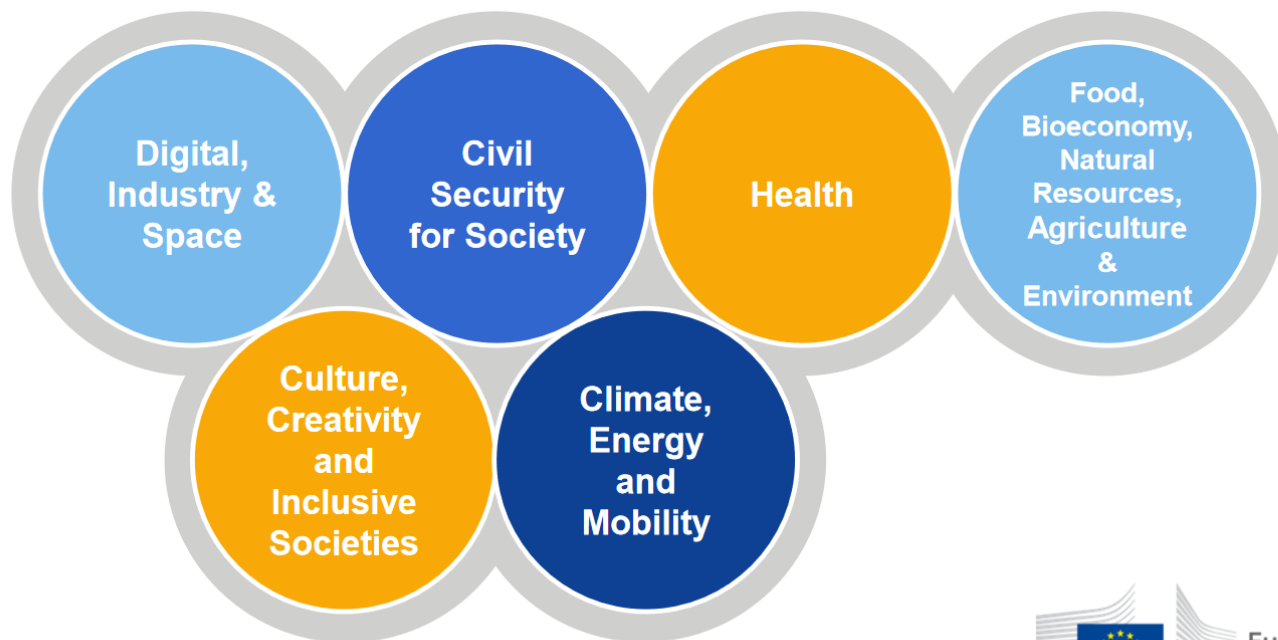 Digital,
Industry &
Space
Civil
Security
for Society
Health
Food,
Bioeconomy,
Natural
Resources,
Agriculture
&
Environment
Culture,
Creativity
and
Inclusive
Societies
Climate,
Energy
and
Mobility